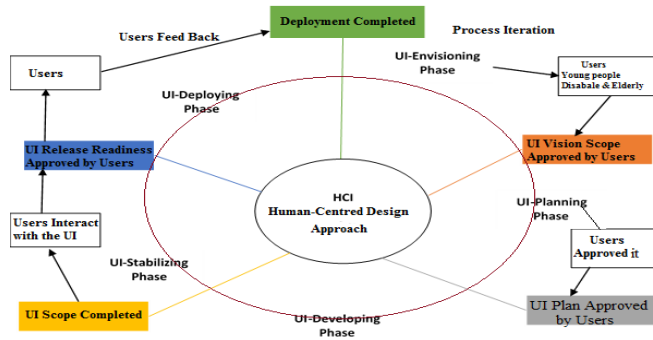 Deployment Completed
Users Feed Back
Process Iteration
UI-Envisioning
Phase
Users
Users
Young people
Disabale & Elderly
UI-Deploying
Phase
UI Release Readiness
Approved by Users
UI Vision Scope
Approved by Users
HCI
Human-Centred Design
Approach
UI-Planning
Phase
Users Interact
with the UI
Users
Approved it
UI-Stabilizing
Phase
UI Scope Completed
UI-Developing
Phase
UI Plan Approved
by Users